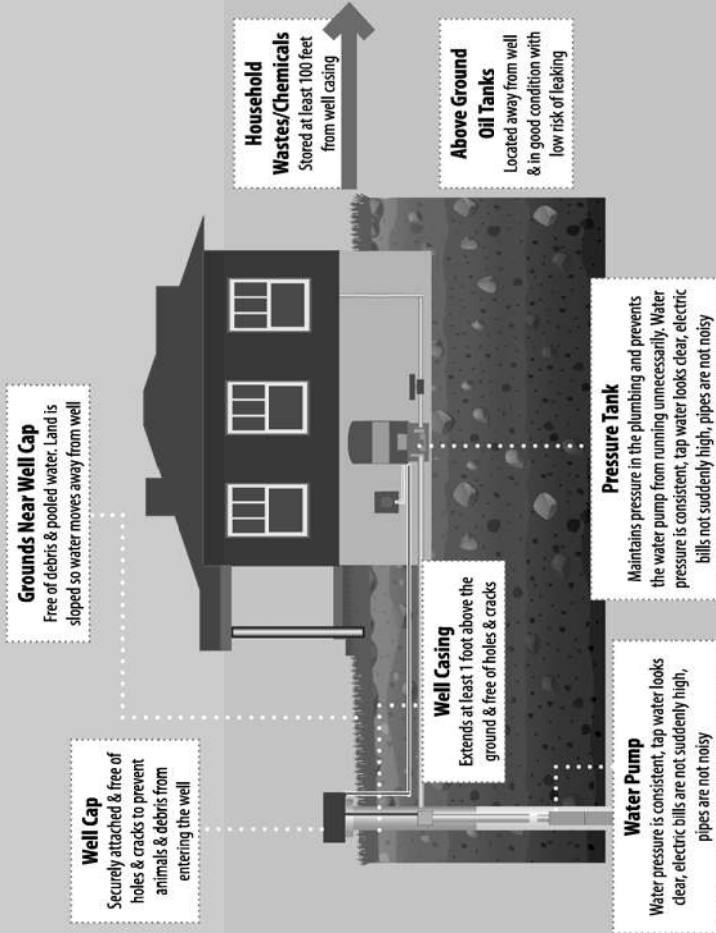 Well Cap
Securely attached & free of
holes & cracks to prevent
animals & debris from
entering the well
Grounds Near Well Cap
Free of debris & pooled water. Land is
sloped so water moves away from well
Household
Wastes/Chemicals
Stored at least 100 feet
from well casing
Above Ground
Oil Tanks
Located away from well
& in good condition with
low risk of leaking
Well Casing
Extends at least 1 foot above the
ground & free of holes & cracks
Water Pump
Water pressure is consistent, tap water looks
clear, electric bills are not suddenly high,
pipes are not noisy
Pressure Tank
Maintains pressure in the plumbing and prevents
the water pump from running unnecessarily. Water
pressure is consistent, tap water looks clear, electric
bills not suddenly high, pipes are not noisy